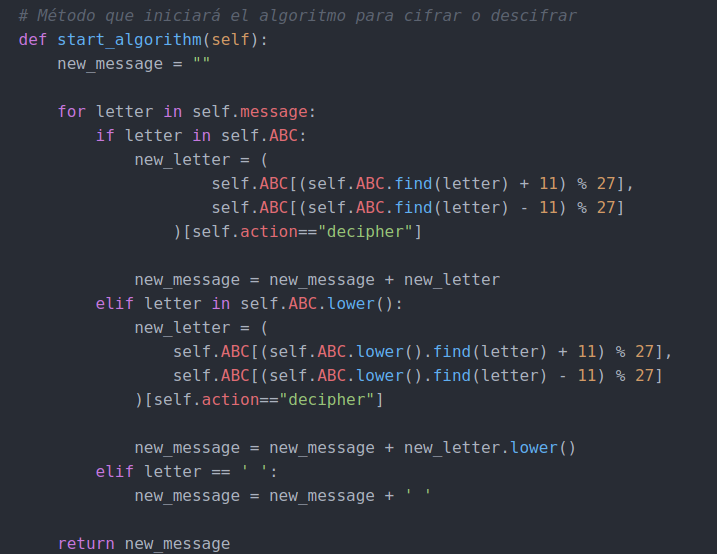 # Método que iniciará el algoritmo para cifrar o descifrar
def start_algorithm(self):
    new_message = ""

    for letter in self.message:
        if letter in self.ABC:
            new_letter = (
                    self.ABC[(self.ABC.find(letter) + 11) % 27],
                    self.ABC[(self.ABC.find(letter) - 11) % 27]
                )[self.action=="decipher"]

            new_message = new_message + new_letter
        elif letter in self.ABC.lower():
            new_letter = (
                self.ABC[(self.ABC.lower().find(letter) + 11) % 27],
                self.ABC[(self.ABC.lower().find(letter) - 11) % 27]
            )[self.action=="decipher"]

            new_message = new_message + new_letter.lower()
        elif letter == ' ':
            new_message = new_message + ' '

    return new_message